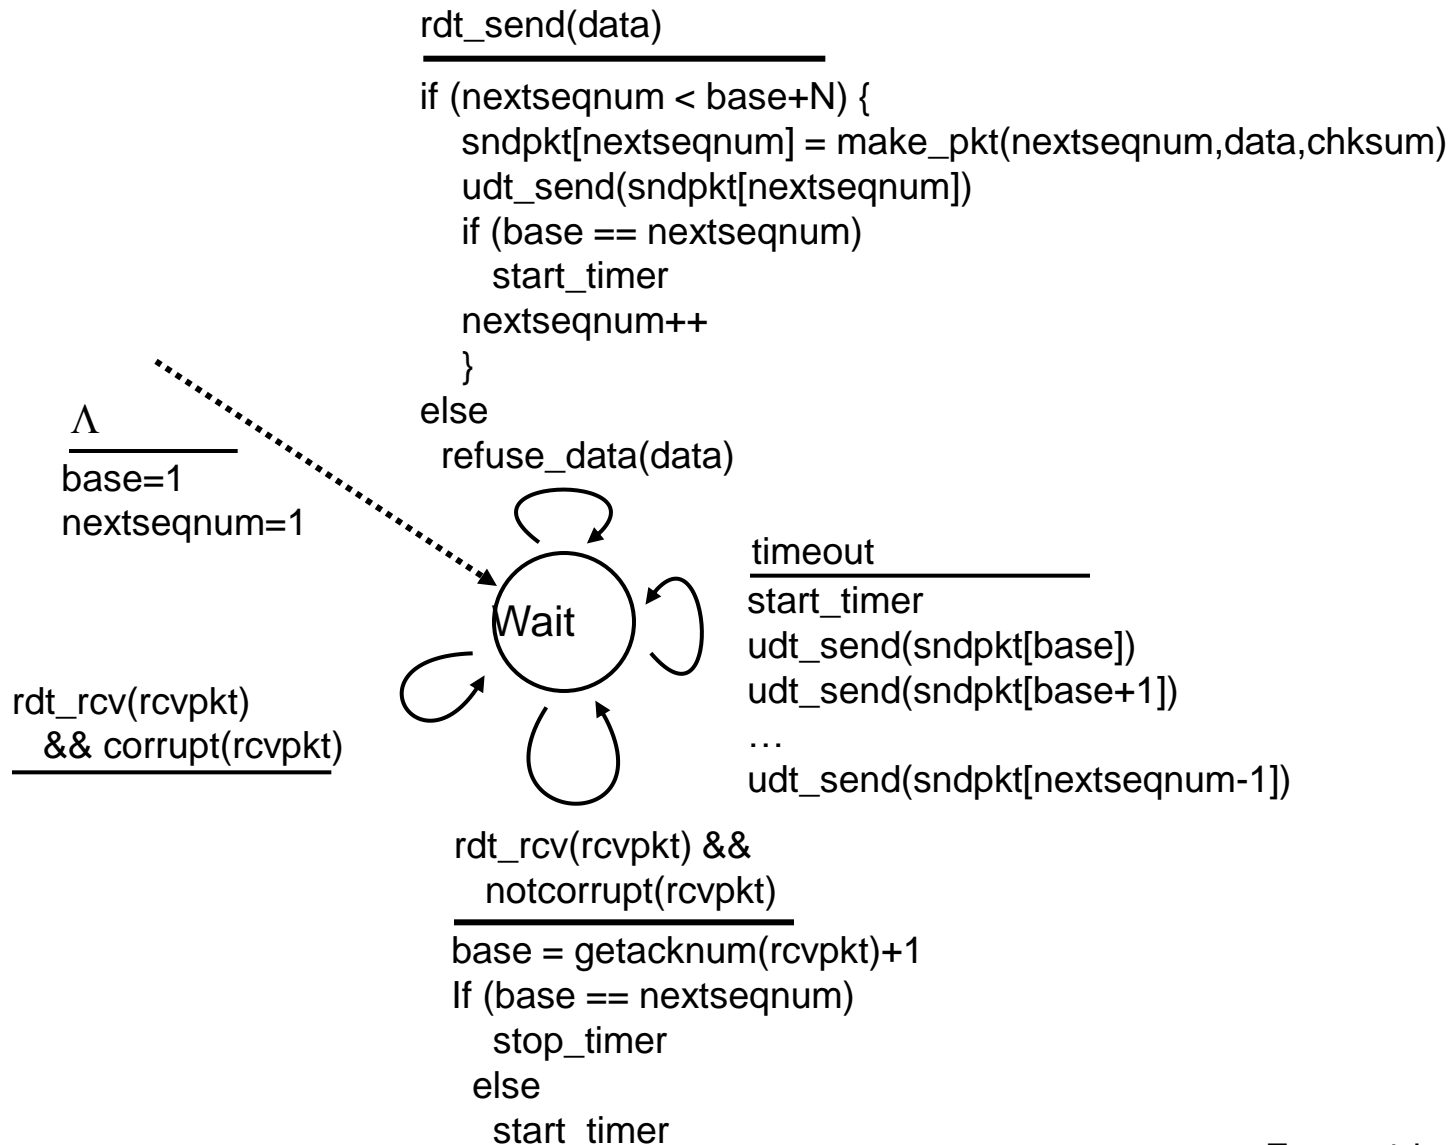 rdt_send(data)
if (nextseqnum < base+N) {
sndpkt[nextseqnum] = make_pkt(nextseqnum,data,chksum)
udt_send(sndpkt[nextseqnum])
if (base == nextseqnum)
start_timer
nextseqnum++
}
else
refuse_data(data)
Λ
base=1
nextseqnum=1
Wait
timeout
start_timer
udt_send(sndpkt[base])
udt_send(sndpkt[base+1])
…
udt_send(sndpkt[nextseqnum-1])
rdt_rcv(rcvpkt)
&& corrupt(rcvpkt)
rdt_rcv(rcvpkt) &&
notcorrupt(rcvpkt)
base = getacknum(rcvpkt)+1
If (base == nextseqnum)
stop_timer
else
start_timer